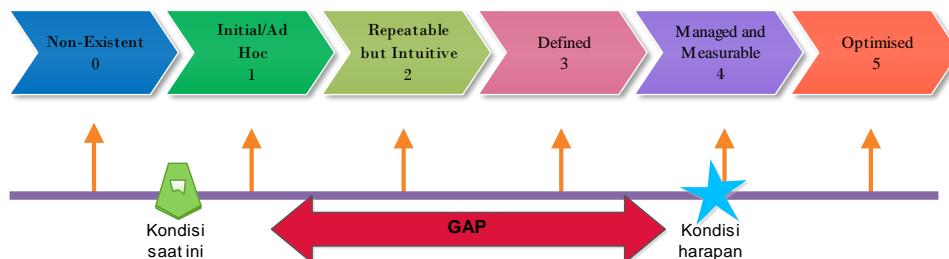 Non-Existent
0
Initial/Ad
Hoc
1
Repeatable
but Intuitive
2
Defined
3
Managed and
Measurable
4
Optimised
5
Kondisi
saat ini
GAP
Kondisi
harapan